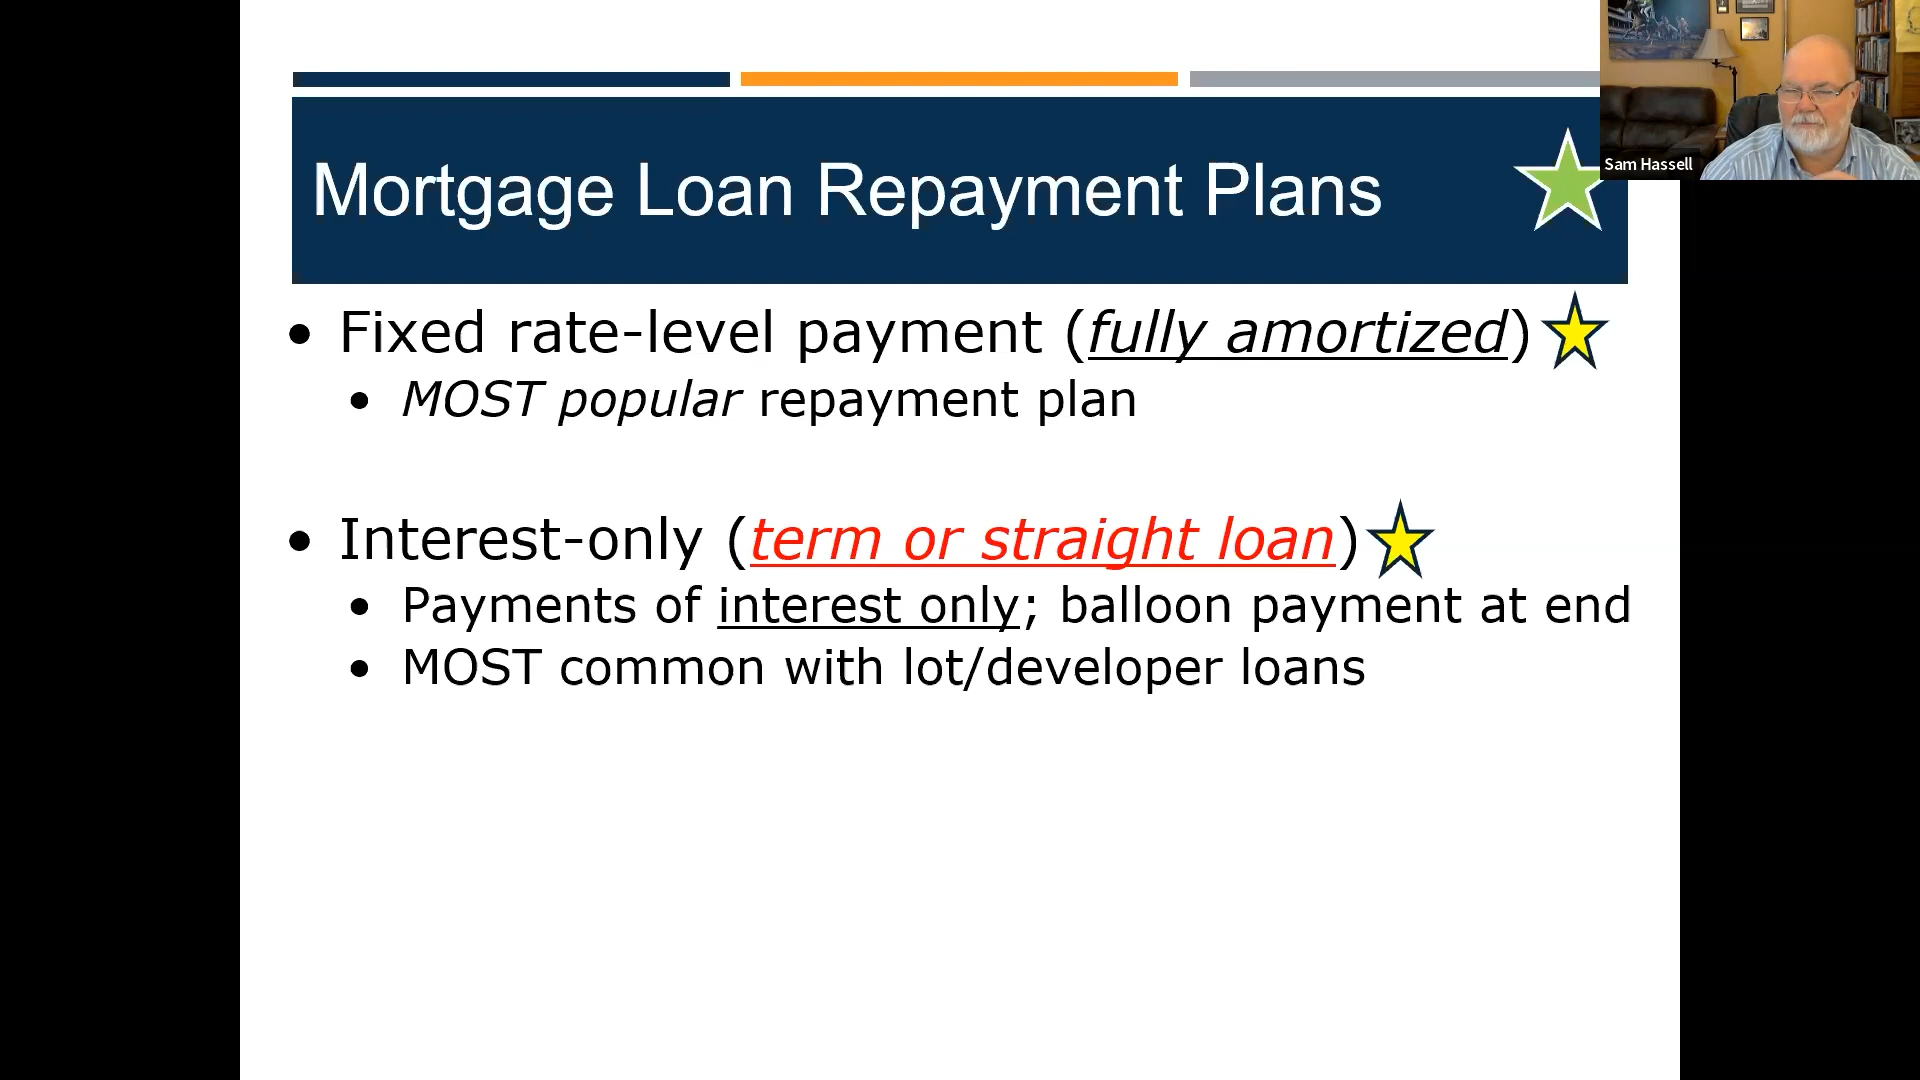 Mortgage Loan Repayment Plans
Sam Hassell
• Fixed rate-level payment (fully amortized)
• MOST popular repayment plan
• Interest-only (term or straight loan)
• Payments of interest only; balloon payment at end
• MOST common with lot/developer loans